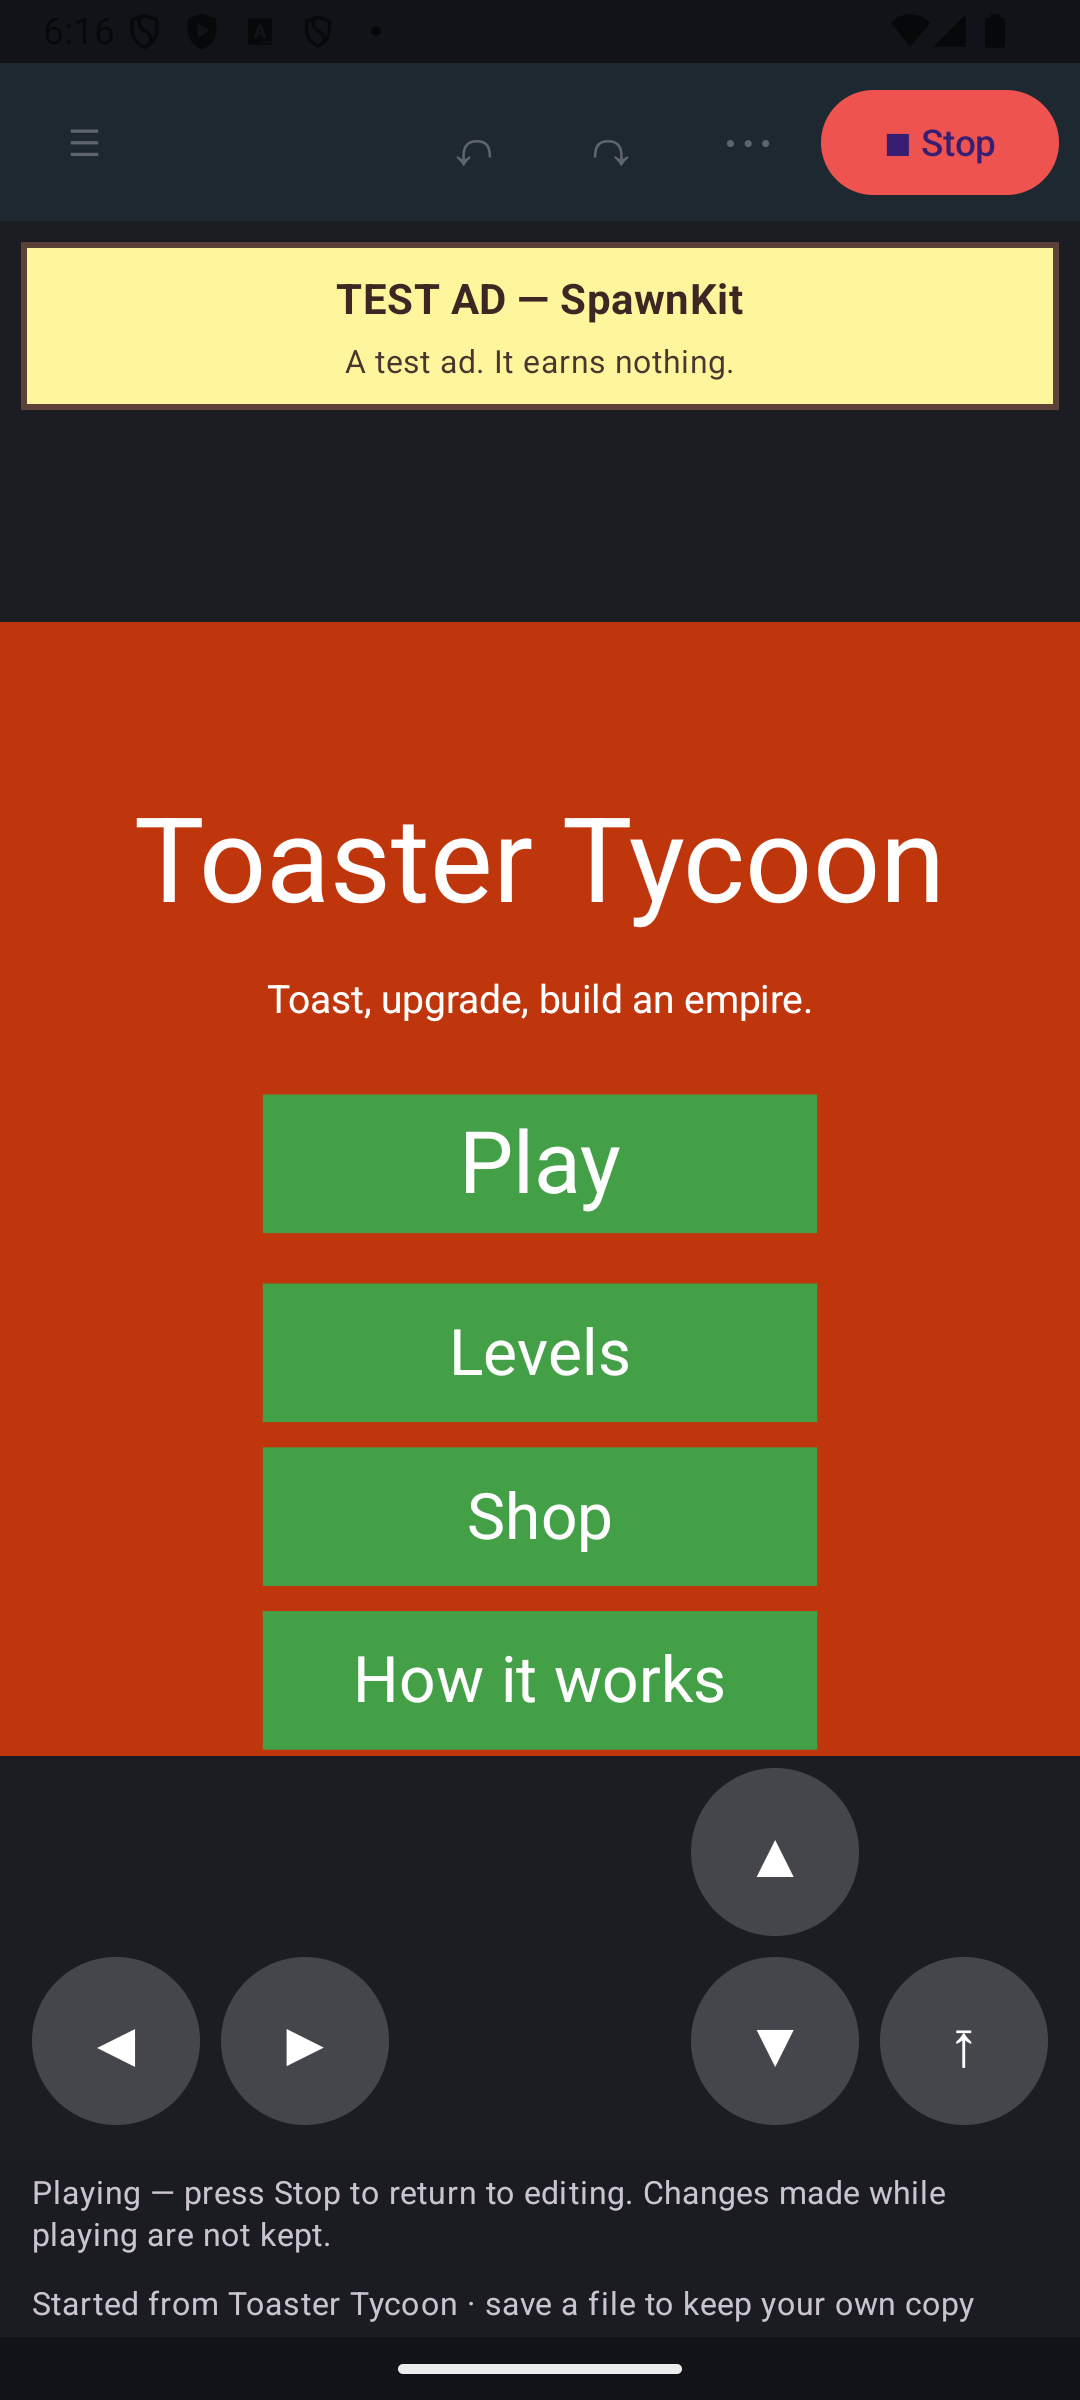 6:16
Stop
TEST AD — SpawnKit
A test ad. It earns nothing.
Toaster Tycoon
Toast, upgrade, build an empire.
Play
Levels
Shop
How it works
Playing — press Stop to return to editing. Changes made while
playing are not kept.
Started from Toaster Tycoon · save a file to keep your own copy